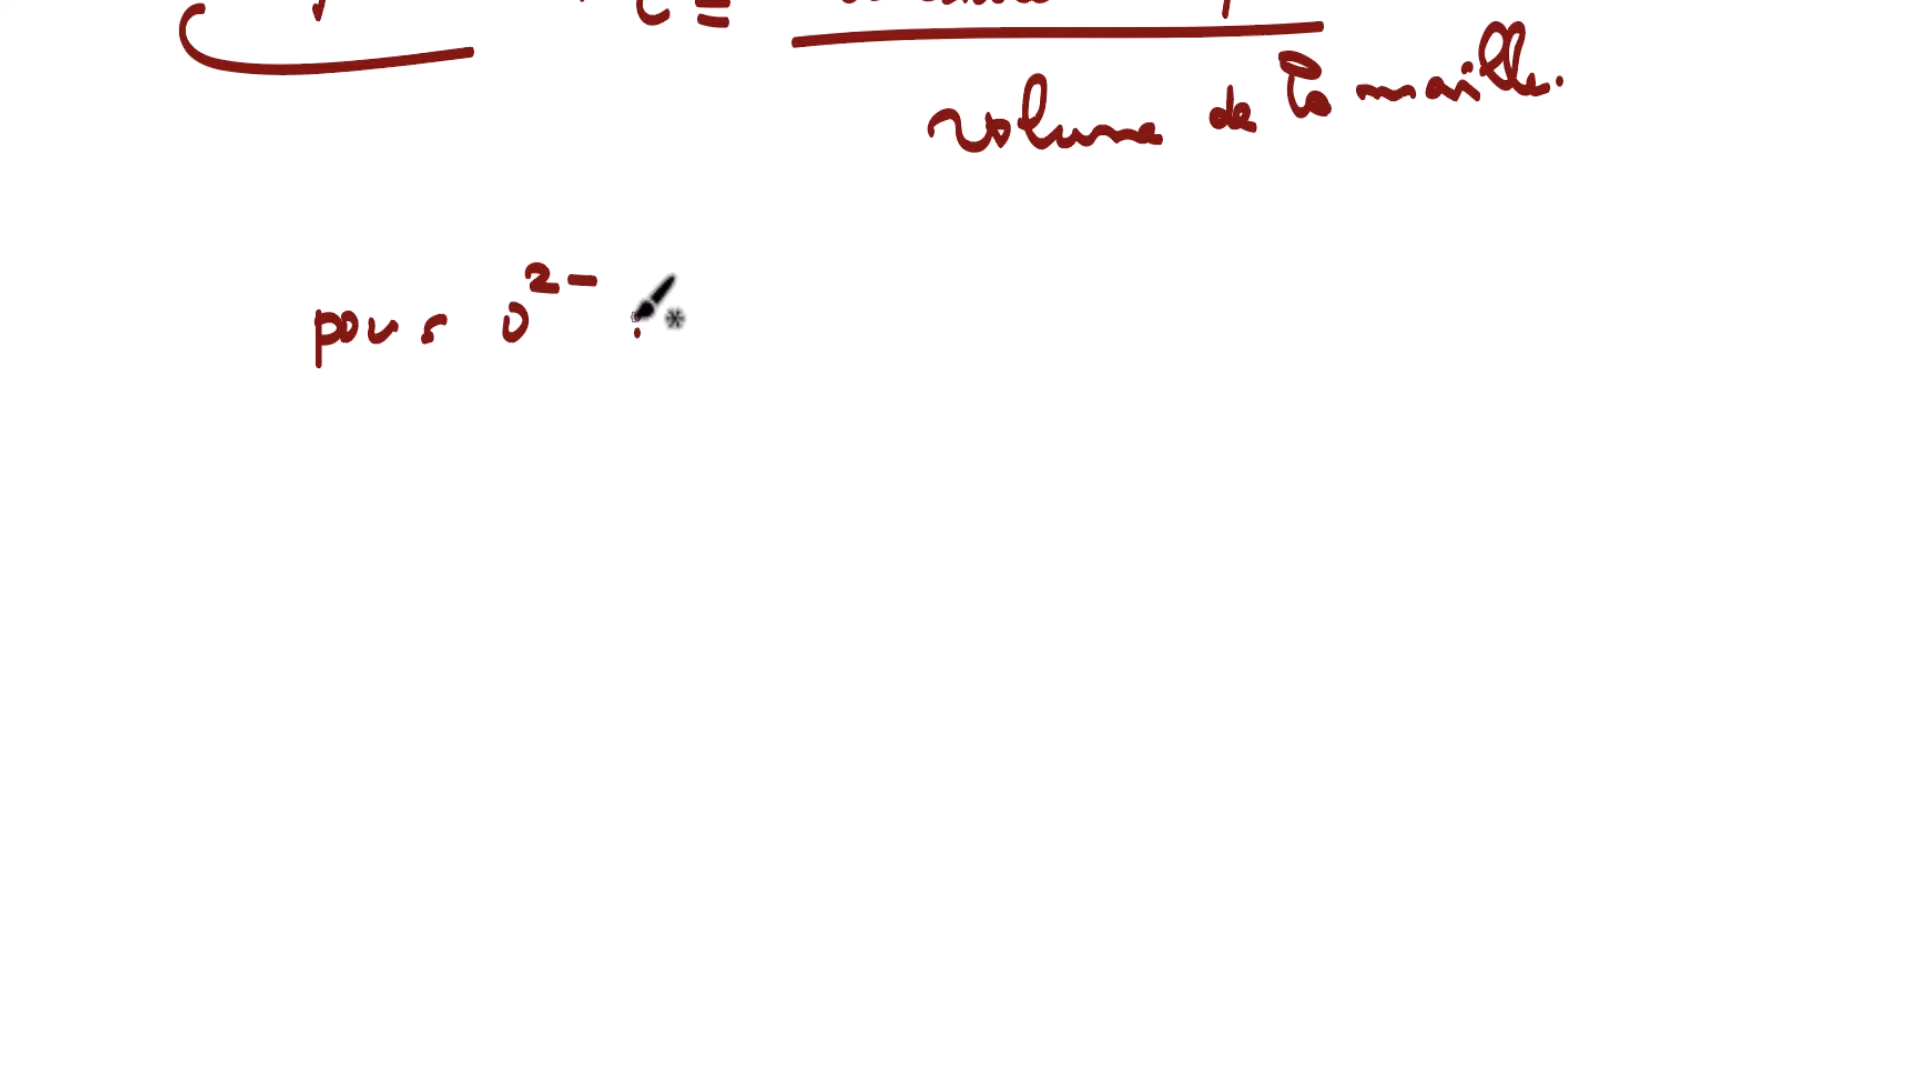 C =
volume de la maille.
pour O²⁻ :